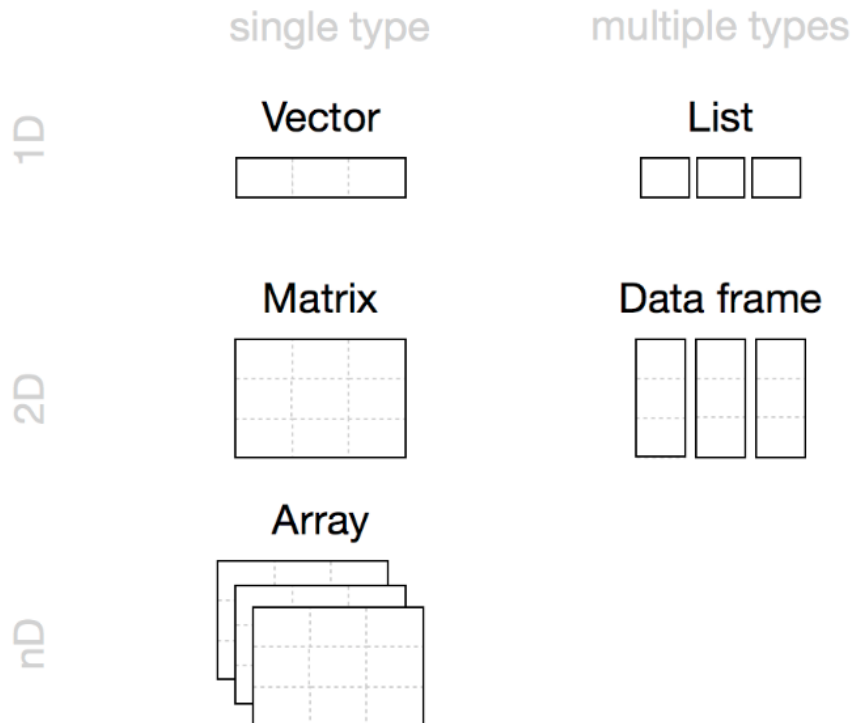 single type
multiple types
1D
Vector
List
2D
Matrix
Data frame
nD
Array